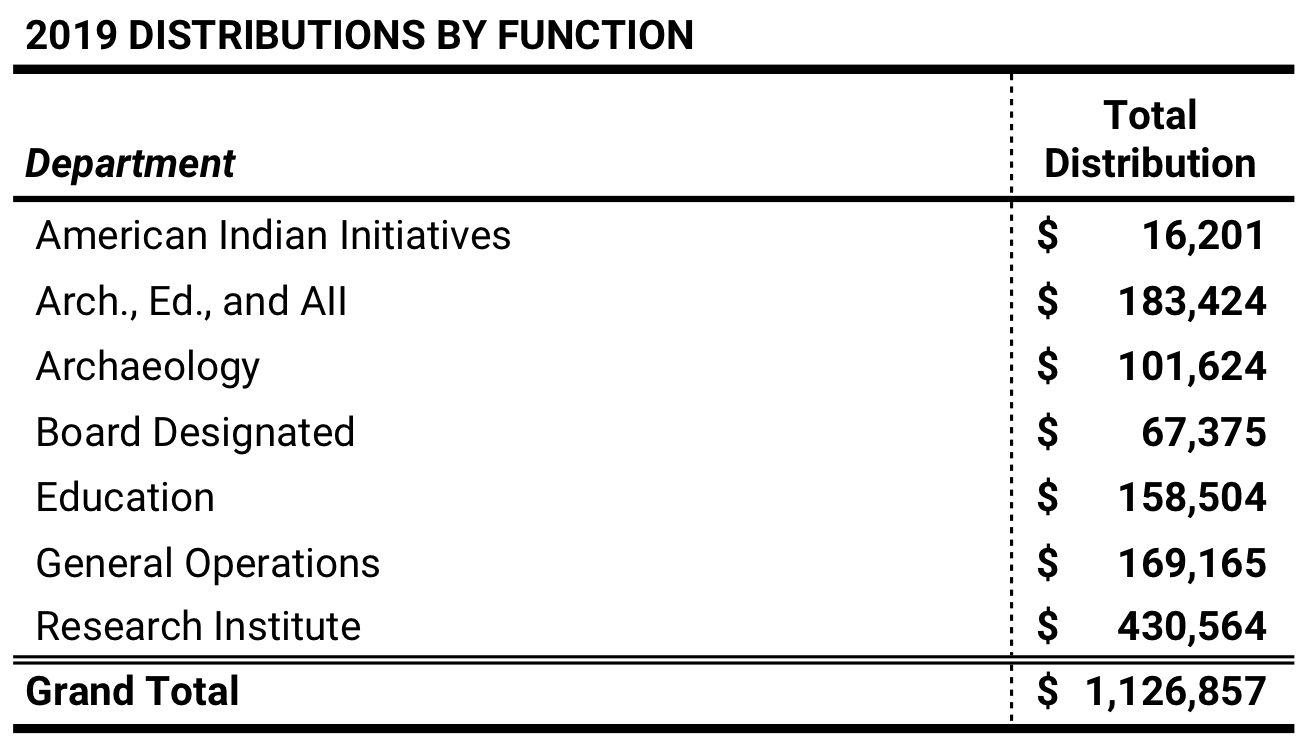 2019 DISTRIBUTIONS BY FUNCTION
Department Total Distribution
American Indian Initiatives $ 16,201
Arch., Ed., and AII $ 183,424
Archaeology $ 101,624
Board Designated $ 67,375
Education $ 158,504
General Operations $ 169,165
Research Institute $ 430,564
Grand Total $ 1,126,857